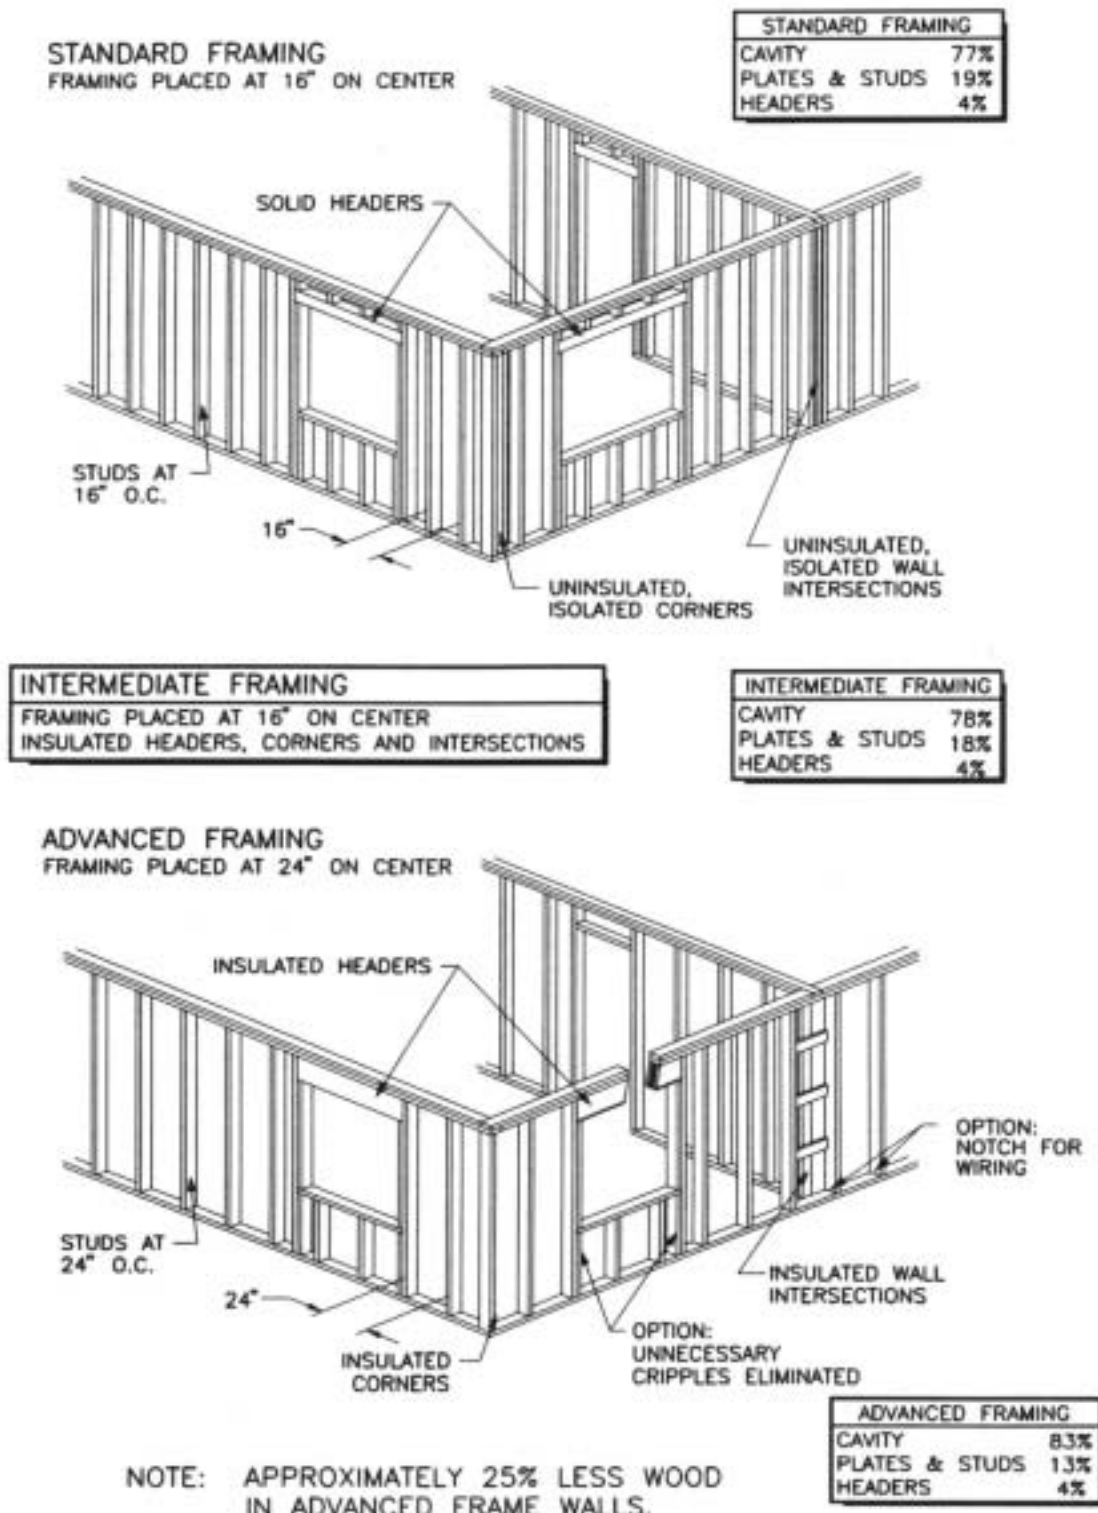 STANDARD FRAMING
FRAMING PLACED AT 16" ON CENTER
STANDARD FRAMING
CAVITY 77%
PLATES & STUDS 19%
HEADERS 4%
SOLID HEADERS
STUDS AT
16" O.C.
16"
UNINSULATED,
ISOLATED CORNERS
UNINSULATED,
ISOLATED WALL
INTERSECTIONS
INTERMEDIATE FRAMING
FRAMING PLACED AT 16" ON CENTER
INSULATED HEADERS, CORNERS AND INTERSECTIONS
INTERMEDIATE FRAMING
CAVITY 78%
PLATES & STUDS 18%
HEADERS 4%
ADVANCED FRAMING
FRAMING PLACED AT 24" ON CENTER
INSULATED HEADERS
STUDS AT
24" O.C.
24"
INSULATED
CORNERS
OPTION:
UNNECESSARY
CRIPPLES ELIMINATED
INSULATED WALL
INTERSECTIONS
OPTION:
NOTCH FOR
WIRING
ADVANCED FRAMING
CAVITY 83%
PLATES & STUDS 13%
HEADERS 4%
NOTE: APPROXIMATELY 25% LESS WOOD
IN ADVANCED FRAME WALLS.